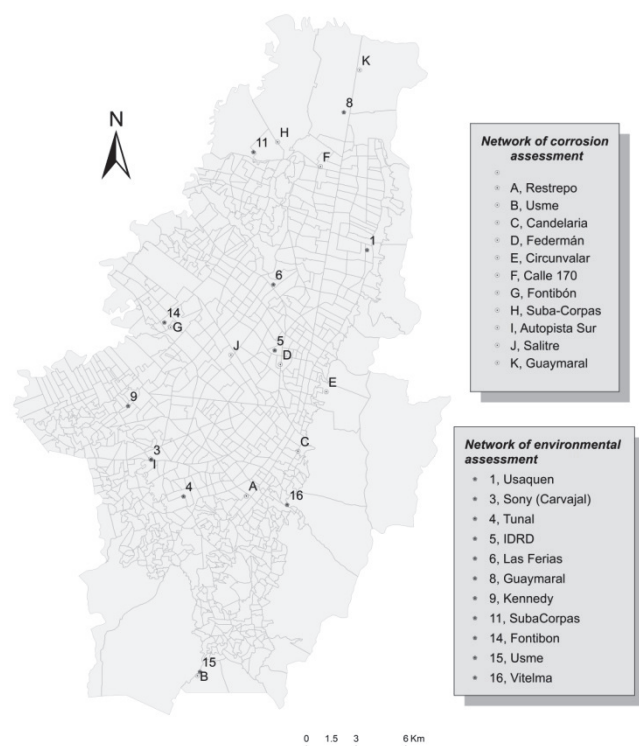 K
8
N
H
11
F
1
6
14
G
J
5
D
E
9
C
3
I
4
A
16
15
B
Network of corrosion
assessment
A, Restrepo
B, Usme
C, Candelaria
D, Federmán
E, Circunvalar
F, Calle 170
G, Fontibón
H, Suba-Corpas
I, Autopista Sur
J, Salitre
K, Guaymaral
Network of environmental
assessment
1, Usaquen
3, Sony (Carvajal)
4, Tunal
5, IDRD
6, Las Ferias
8, Guaymaral
9, Kennedy
11, SubaCorpas
14, Fontibon
15, Usme
16, Vitelma
0 1.5 3 6 Km